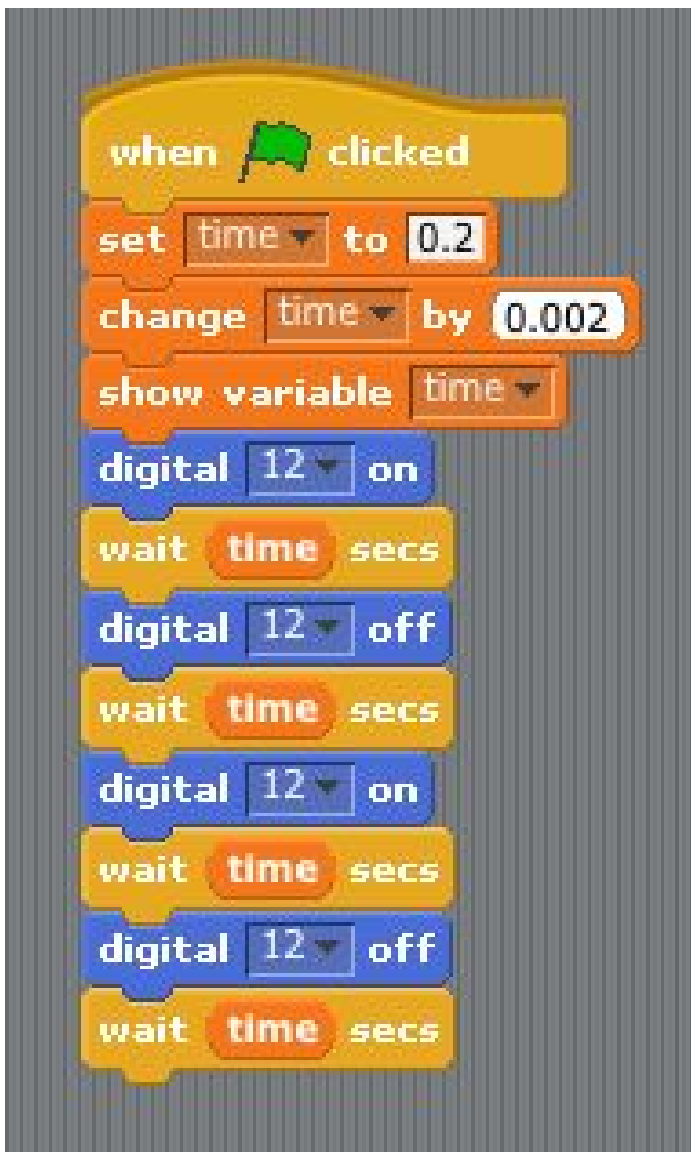 when clicked
set time to 0.2
change time by 0.002
show variable time
digital 12 on
wait time secs
digital 12 off
wait time secs
digital 12 on
wait time secs
digital 12 off
wait time secs